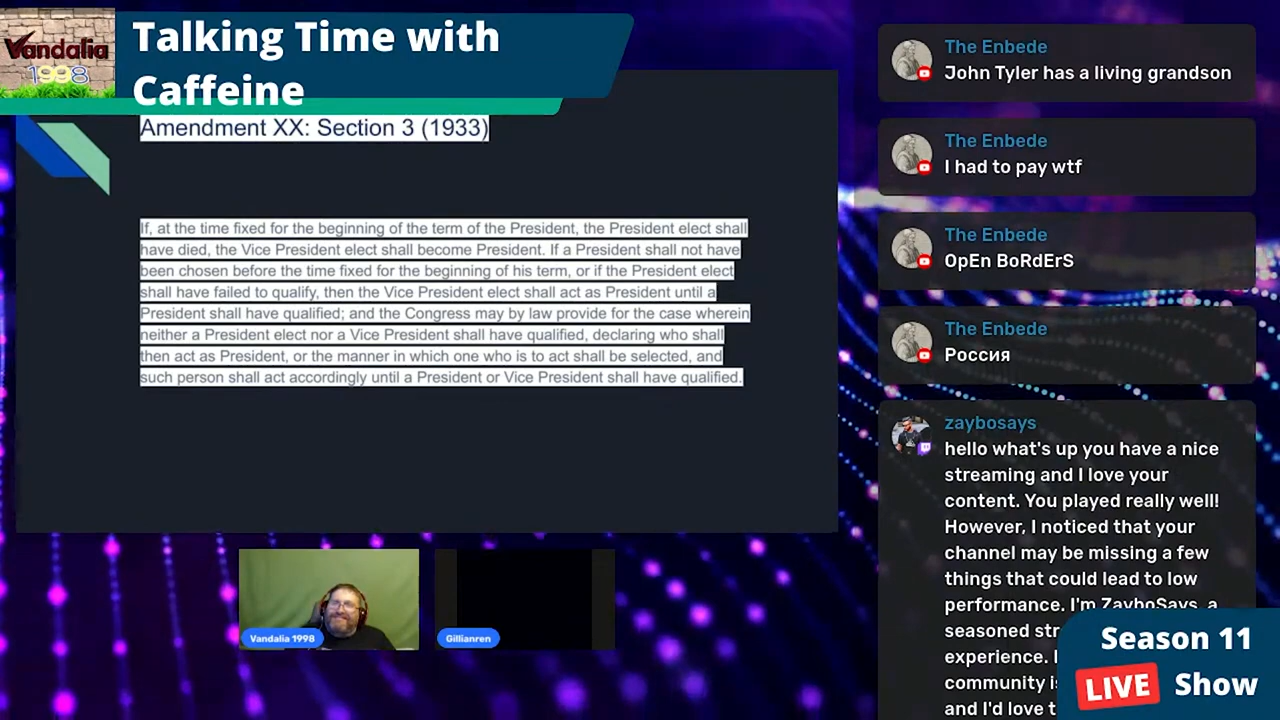 Vandalia
1998
Talking Time with
Caffeine
Amendment XX: Section 3 (1933)
If, at the time fixed for the beginning of the term of the President, the President elect shall
have died, the Vice President elect shall become President. If a President shall not have
been chosen before the time fixed for the beginning of his term, or if the President elect
shall have failed to qualify, then the Vice President elect shall act as President until a
President shall have qualified; and the Congress may by law provide for the case wherein
neither a President elect nor a Vice President shall have qualified, declaring who shall
then act as President, or the manner in which one who is to act shall be selected, and
such person shall act accordingly until a President or Vice President shall have qualified.
Vandalia 1998
Gillianren
The Enbede
John Tyler has a living grandson
The Enbede
I had to pay wtf
The Enbede
OpEn BoRdErS
The Enbede
Россия
zaybosays
hello what's up you have a nice
streaming and I love your
content. You played really well!
However, I noticed that your
channel may be missing a few
things that could lead to low
performance. I'm ZayboSays, a
seasoned
experience.
community
and I'd love
Season 11
LIVE Show